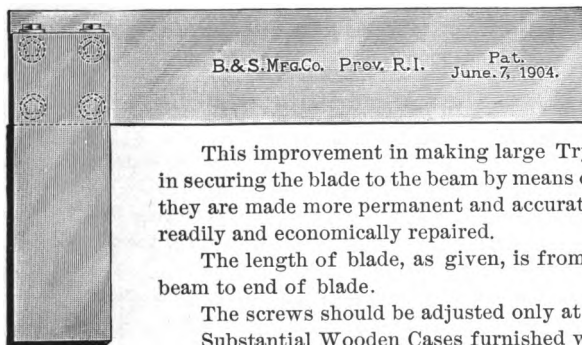 B.&S.Mfg.Co. Prov. R.I. Pat.
June.7, 1904.
This improvement in making large
in securing the blade to the beam by means
they are made more permanent and
readily and economically repaired.
The length of blade, as given, is from
beam to end of blade.
The screws should be adjusted only at
Substantial Wooden Cases furnished